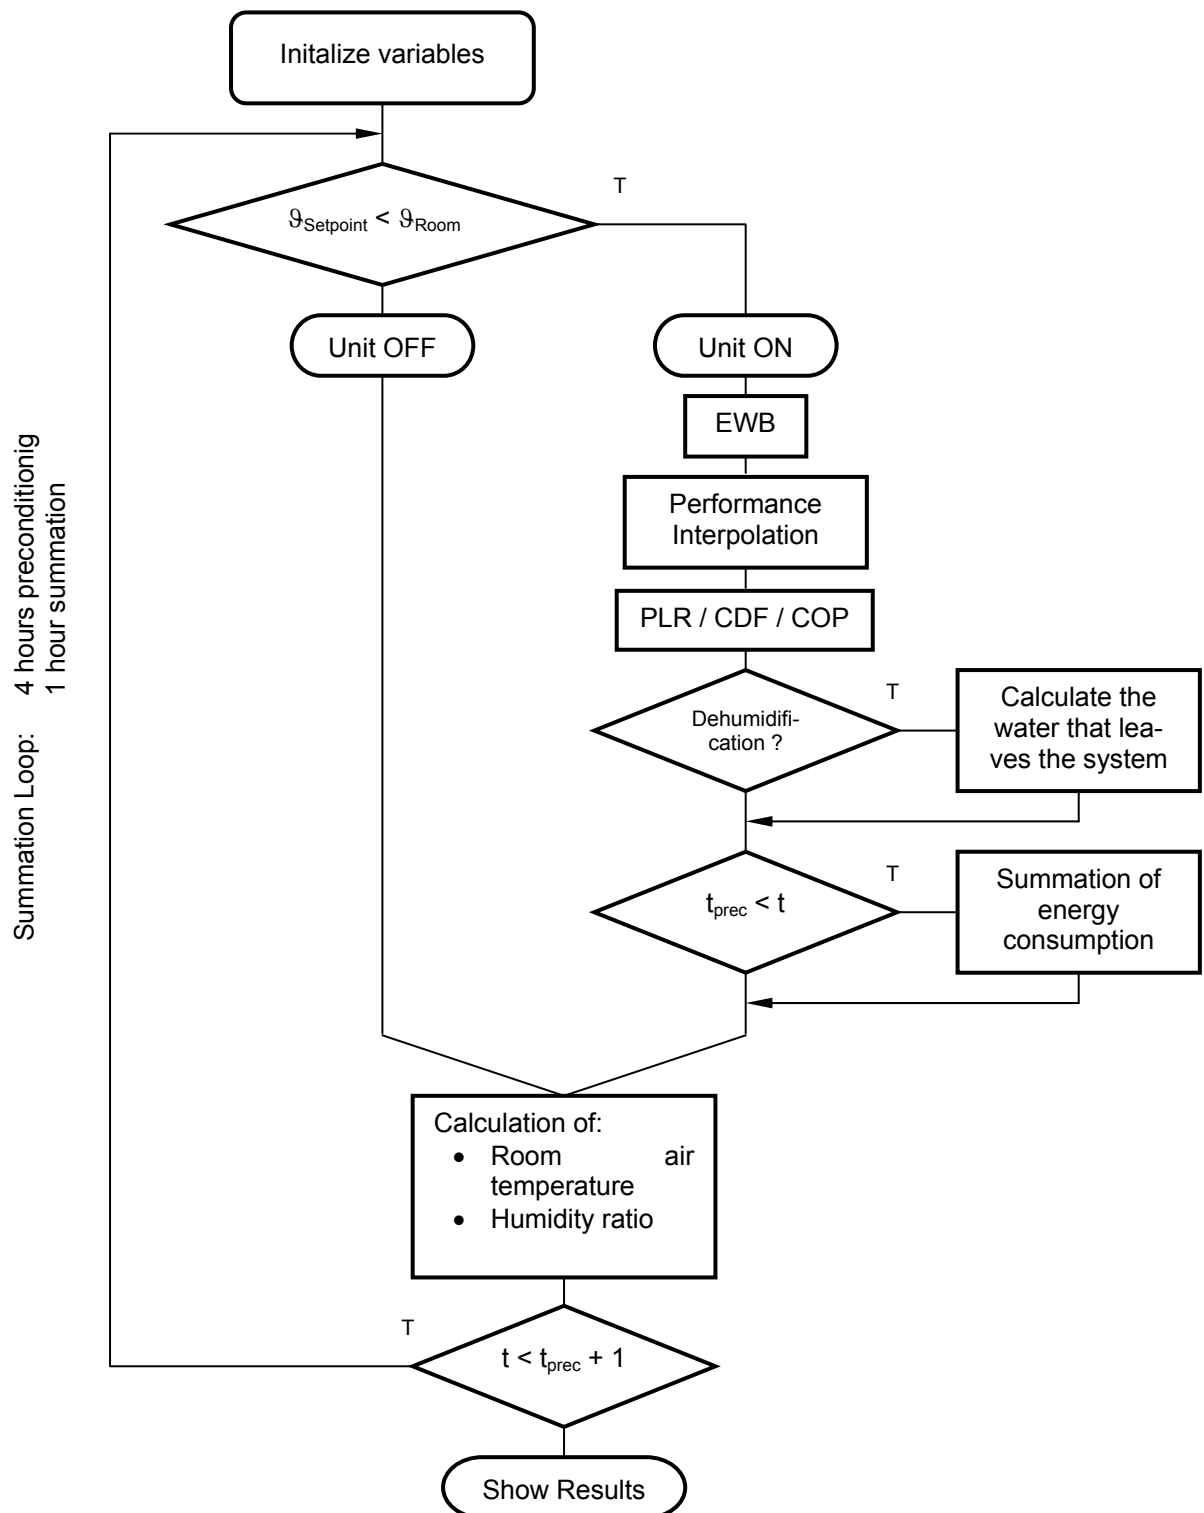 Initalize variables
T
ϑSetpoint < ϑRoom
Unit OFF
Unit ON
EWB
Performance
Interpolation
PLR / CDF / COP
T
Dehumidifi-
cation ?
Calculate the
water that lea-
ves the system
T
tprec < t
Summation of
energy
consumption
Summation Loop: 4 hours preconditionig
1 hour summation
Calculation of:
• Room air
temperature
• Humidity ratio
T
t < tprec + 1
Show Results